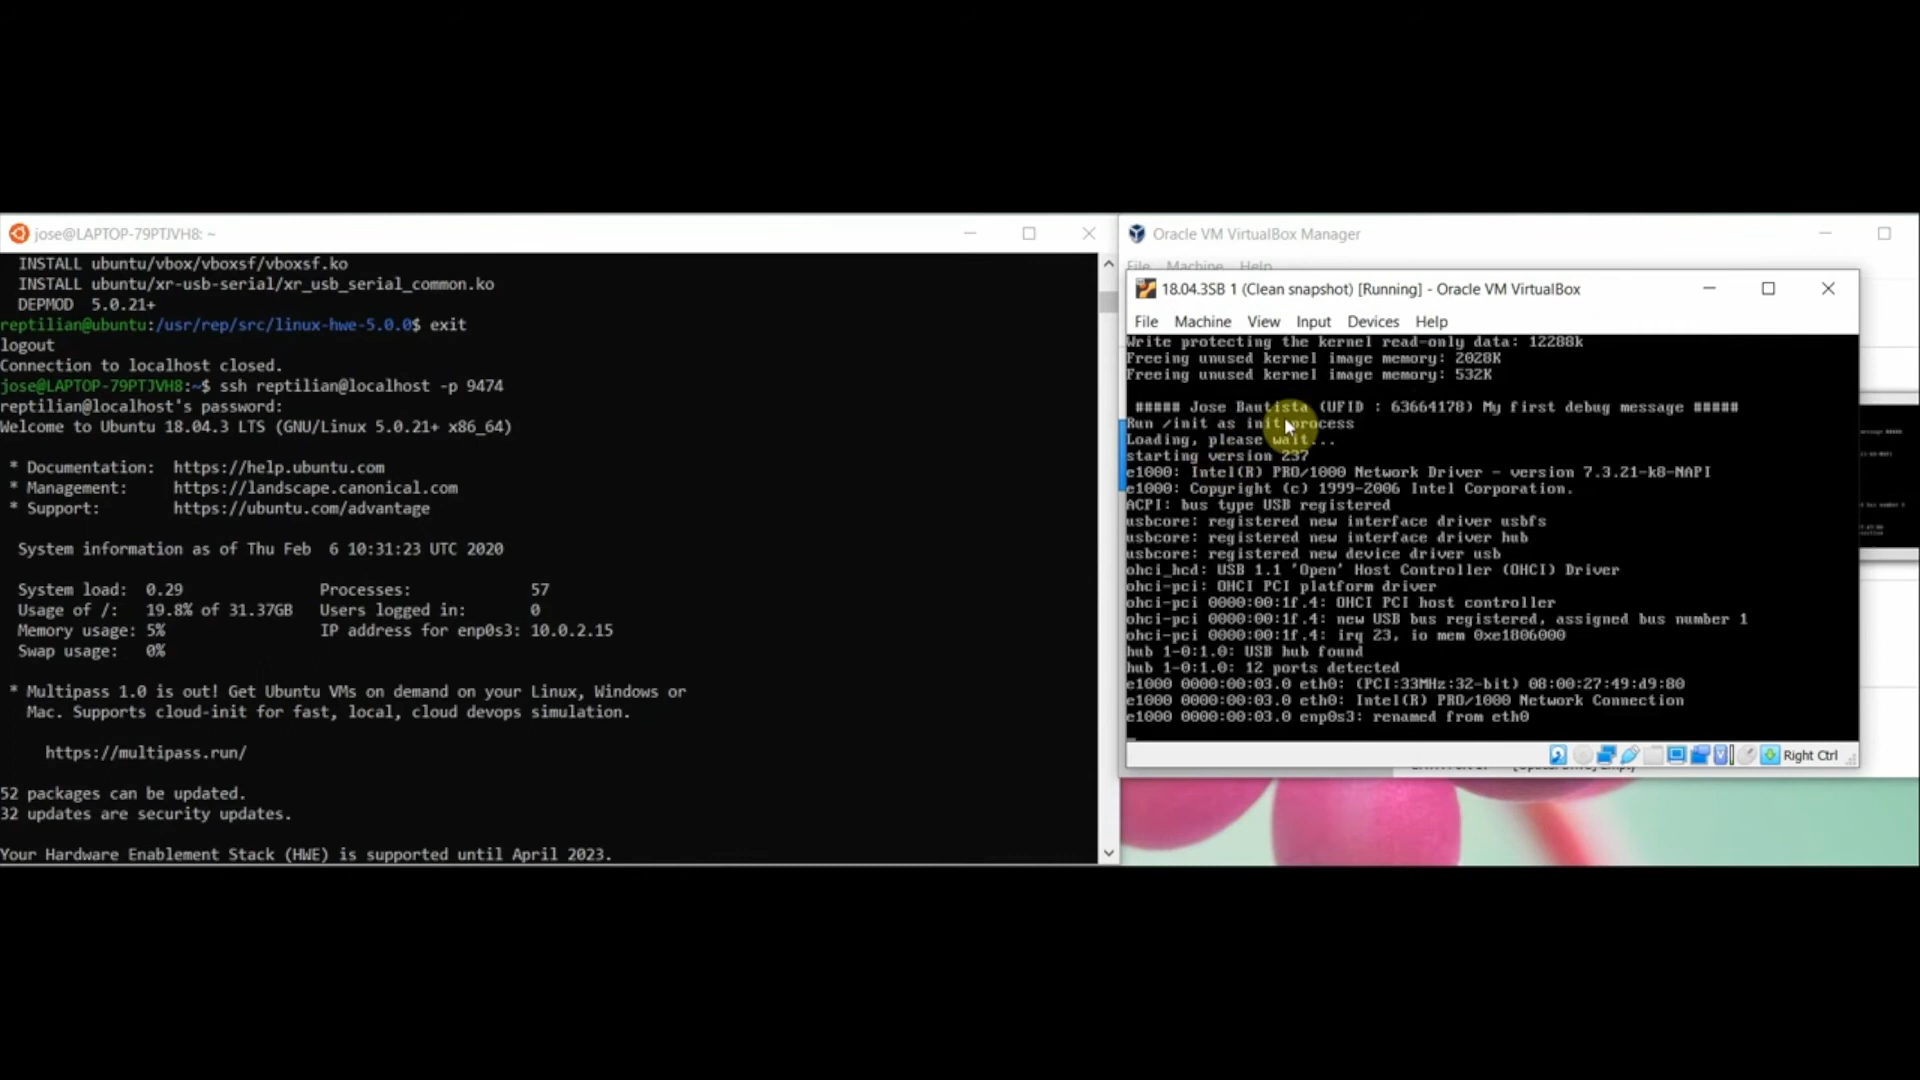 jose@LAPTOP-79PTJVH8: ~
INSTALL ubuntu/vbox/vboxsf/vboxsf.ko
INSTALL ubuntu/xr-usb-serial/xr_usb_serial_common.ko
DEPMOD  5.0.21+
reptilian@ubuntu:/usr/rep/src/linux-hwe-5.0.0$ exit
logout
Connection to localhost closed.
jose@LAPTOP-79PTJVH8:~$ ssh reptilian@localhost -p 9474
reptilian@localhost's password:
Welcome to Ubuntu 18.04.3 LTS (GNU/Linux 5.0.21+ x86_64)
* Documentation:  https://help.ubuntu.com
* Management:     https://landscape.canonical.com
* Support:        https://ubuntu.com/advantage
System information as of Thu Feb  6 10:31:23 UTC 2020
System load:  0.29   Processes:   57
Usage of /:   19.8% of 31.37GB   Users logged in:   0
Memory usage: 5%   IP address for enp0s3: 10.0.2.15
Swap usage:   0%
* Multipass 1.0 is out! Get Ubuntu VMs on demand on your Linux, Windows or
Mac. Supports cloud-init for fast, local, cloud devops simulation.
https://multipass.run/
52 packages can be updated.
32 updates are security updates.
Your Hardware Enablement Stack (HWE) is supported until April 2023.
Oracle VM VirtualBox Manager
File Machine Help
18.04.3SB 1 (Clean snapshot) [Running] - Oracle VM VirtualBox
File Machine View Input Devices Help
Write protecting the kernel read-only data: 12288k
Freeing unused kernel image memory: 2028K
Freeing unused kernel image memory: 532K
##### Jose Bautista (UFID : 63664178) My first debug message #####
Run /init as init process
Loading, please wait...
starting version 237
e1000: Intel(R) PRO/1000 Network Driver - version 7.3.21-k8-NAPI
e1000: Copyright (c) 1999-2006 Intel Corporation.
ACPI: bus type USB registered
usbcore: registered new interface driver usbfs
usbcore: registered new interface driver hub
usbcore: registered new device driver usb
ohci_hcd: USB 1.1 'Open' Host Controller (OHCI) Driver
ohci-pci: OHCI PCI platform driver
ohci-pci 0000:00:1f.4: OHCI PCI host controller
ohci-pci 0000:00:1f.4: new USB bus registered, assigned bus number 1
ohci-pci 0000:00:1f.4: irq 23, io mem 0xe1806000
hub 1-0:1.0: USB hub found
hub 1-0:1.0: 12 ports detected
e1000 0000:00:03.0 eth0: (PCI:33MHz:32-bit) 08:00:27:49:d9:80
e1000 0000:00:03.0 eth0: Intel(R) PRO/1000 Network Connection
e1000 0000:00:03.0 enp0s3: renamed from eth0
Right Ctrl